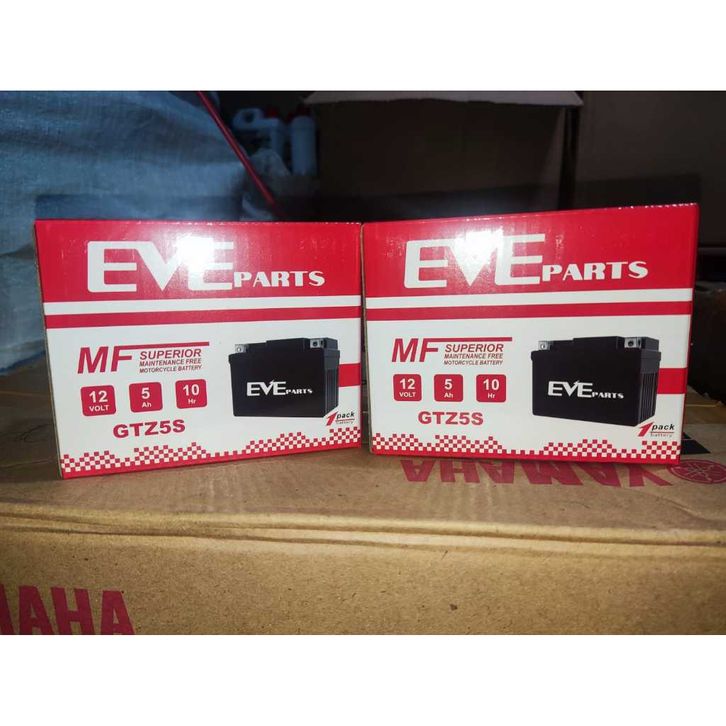 EVE PARTS
MF SUPERIOR
MAINTENANCE FREE
MOTORCYCLE BATTERY
12 VOLT
5 Ah
10 Hr
EVE PARTS
GTZ5S
1 pack
battery
EVE PARTS
MF SUPERIOR
MAINTENANCE FREE
MOTORCYCLE BATTERY
12 VOLT
5 Ah
10 Hr
EVE PARTS
GTZ5S
1 pack
battery
YAMAHA
MAHA